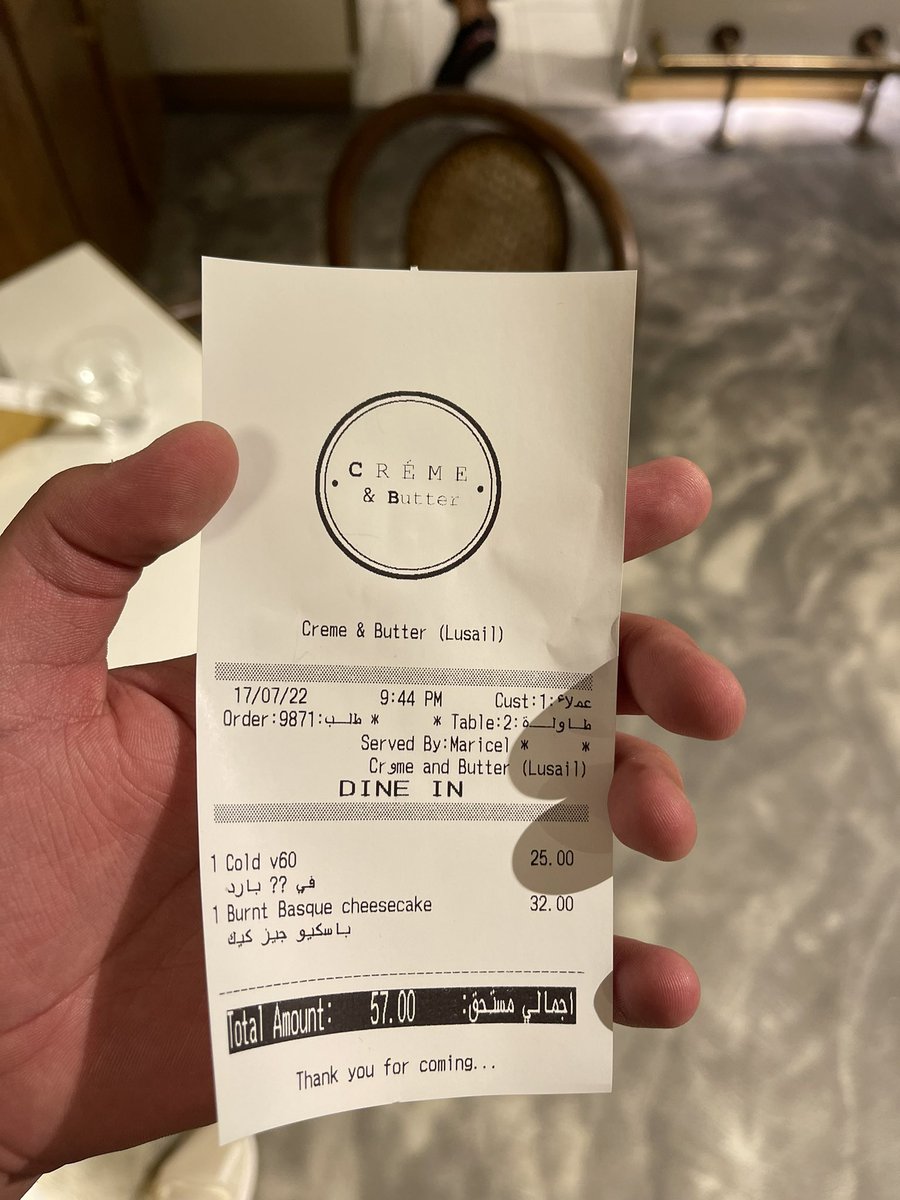 CRÉME
& Butter
Creme & Butter (Lusail)
17/07/22 9:44 PM Cust:1:عملاء
Order:9871:طلب * * Table:2:طاولة
Served By:Maricel * *
Creme and Butter (Lusail)
DINE IN
1 Cold v60 25.00
في ?? بارد
1 Burnt Basque cheesecake 32.00
باسكيو جيز كيك
Total Amount: 57.00 اجمالي مستحق:
Thank you for coming...